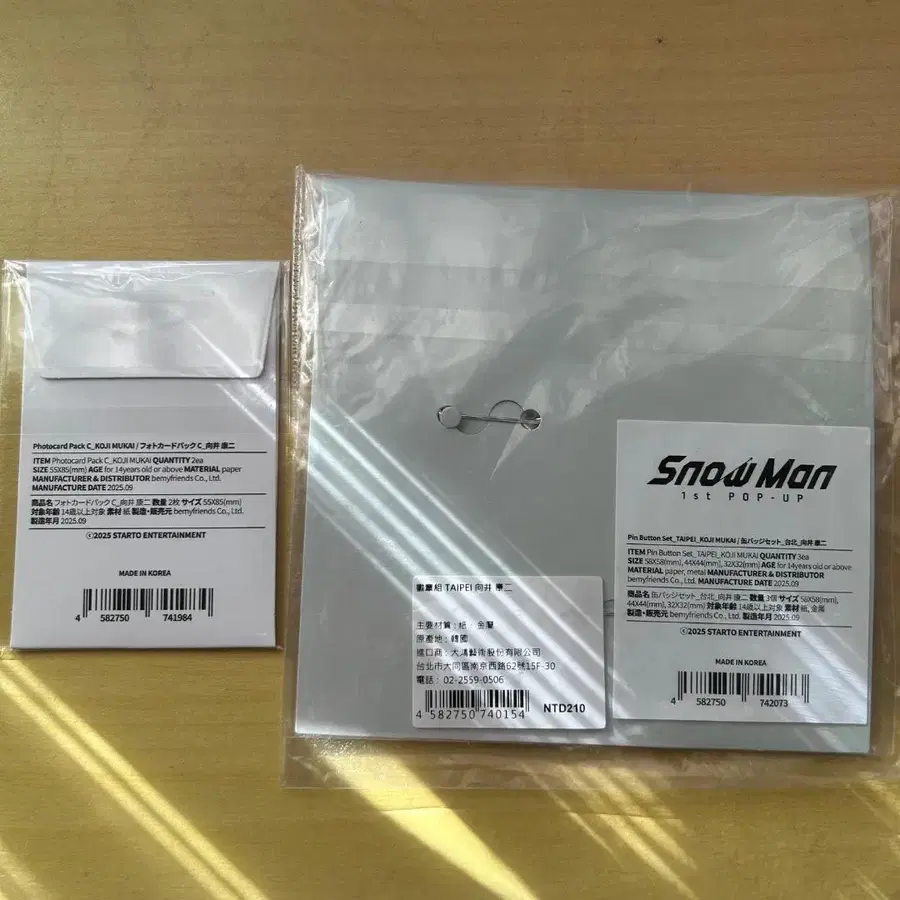 Photocard Pack C_KOJI MUKAI / フォトカードパック C_向井 康二
ITEM Photocard Pack C_KOJI MUKAI QUANTITY 2ea
SIZE 55X85(mm) AGE for 14years old or above MATERIAL paper
MANUFACTURER & DISTRIBUTOR bemyfriends Co., Ltd.
MANUFACTURE DATE 2025.09
商品名 フォトカードパック C_向井 康二 数量 2枚 サイズ 55X85(mm)
対象年齢 14歳以上対象 素材 紙 製造・販売元 bemyfriends Co., Ltd.
製造年月 2025.09
©2025 STARTO ENTERTAINMENT
MADE IN KOREA
4 582750 741984
徽章組 TAIPEI 向井 康二
主要材質：紙、金屬
原產地：韓國
進口商：大鴻藝術股份有限公司
台北市大同區南京西路62號15F-30
電話：02-2559-0506
4 582750 740154 NTD210
Snow Man
1st POP-UP
Pin Button Set_TAIPEI_KOJI MUKAI / 缶バッジセット_台北_向井 康二
ITEM Pin Button Set_TAIPEI_KOJI MUKAI QUANTITY 3ea
SIZE 58X58(mm), 44X44(mm), 32X32(mm) AGE for 14years old or above
MATERIAL paper, metal MANUFACTURER & DISTRIBUTOR
bemyfriends Co., Ltd. MANUFACTURE DATE 2025.09
商品名 缶バッジセット_台北_向井 康二 数量 3個 サイズ 58X58(mm),
44X44(mm), 32X32(mm) 対象年齢 14歳以上対象 素材 紙, 金属
製造・販売元 bemyfriends Co., Ltd. 製造年月 2025.09
©2025 STARTO ENTERTAINMENT
MADE IN KOREA
4 582750 742073